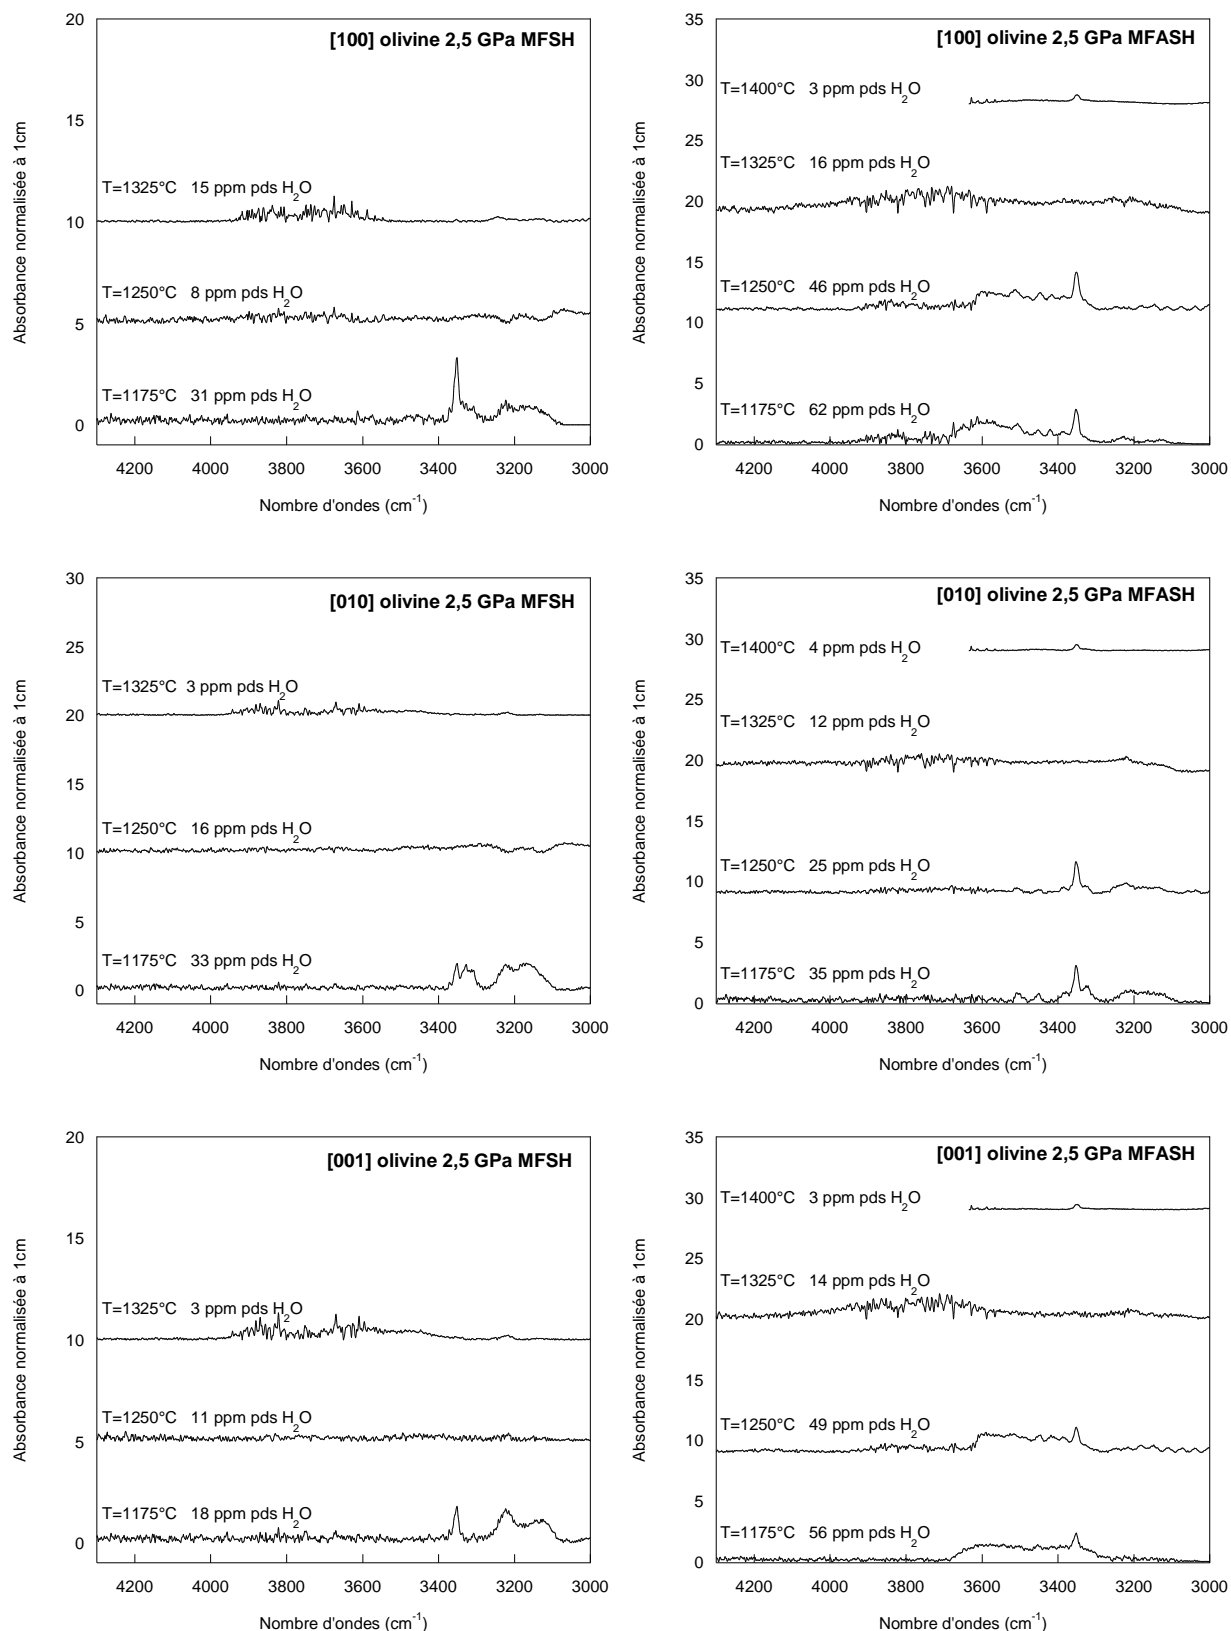 [100] olivine 2,5 GPa MFSH
Absorbance normalisée à 1cm
20
15
10
5
0
T=1325°C 15 ppm pds H2O
T=1250°C 8 ppm pds H2O
T=1175°C 31 ppm pds H2O
4200 4000 3800 3600 3400 3200 3000
Nombre d'ondes (cm-1)
[100] olivine 2,5 GPa MFASH
Absorbance normalisée à 1cm
35
30
25
20
15
10
5
0
T=1400°C 3 ppm pds H2O
T=1325°C 16 ppm pds H2O
T=1250°C 46 ppm pds H2O
T=1175°C 62 ppm pds H2O
4200 4000 3800 3600 3400 3200 3000
Nombre d'ondes (cm-1)
[010] olivine 2,5 GPa MFSH
Absorbance normalisée à 1cm
30
25
20
15
10
5
0
T=1325°C 3 ppm pds H2O
T=1250°C 16 ppm pds H2O
T=1175°C 33 ppm pds H2O
4200 4000 3800 3600 3400 3200 3000
Nombre d'ondes (cm-1)
[010] olivine 2,5 GPa MFASH
Absorbance normalisée à 1cm
35
30
25
20
15
10
5
0
T=1400°C 4 ppm pds H2O
T=1325°C 12 ppm pds H2O
T=1250°C 25 ppm pds H2O
T=1175°C 35 ppm pds H2O
4200 4000 3800 3600 3400 3200 3000
Nombre d'ondes (cm-1)
[001] olivine 2,5 GPa MFSH
Absorbance normalisée à 1cm
20
15
10
5
0
T=1325°C 3 ppm pds H2O
T=1250°C 11 ppm pds H2O
T=1175°C 18 ppm pds H2O
4200 4000 3800 3600 3400 3200 3000
Nombre d'ondes (cm-1)
[001] olivine 2,5 GPa MFASH
Absorbance normalisée à 1cm
35
30
25
20
15
10
5
0
T=1400°C 3 ppm pds H2O
T=1325°C 14 ppm pds H2O
T=1250°C 49 ppm pds H2O
T=1175°C 56 ppm pds H2O
4200 4000 3800 3600 3400 3200 3000
Nombre d'ondes (cm-1)